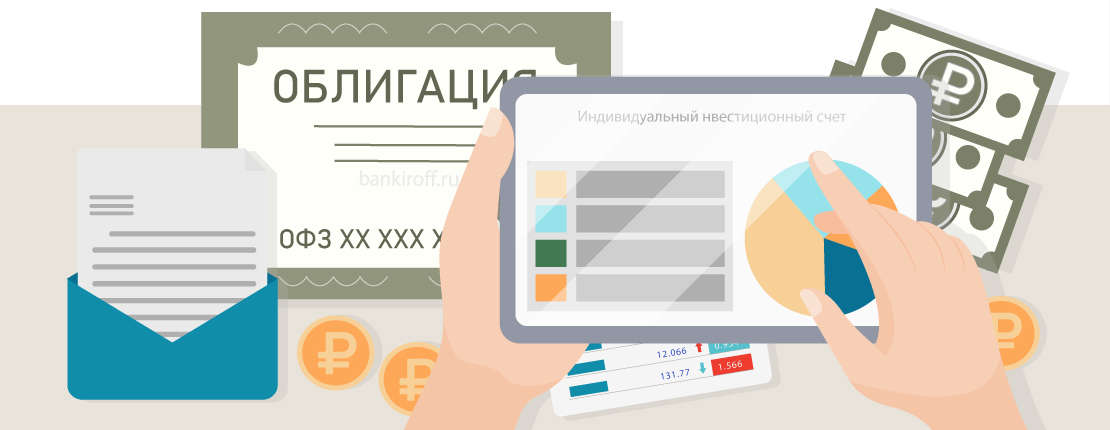 ОБЛИГАЦИЯ
Индивидуальный нвестиционный счет
bankiroff.ru
ОФЗ XX XXX X
12.066
131.77
1.566